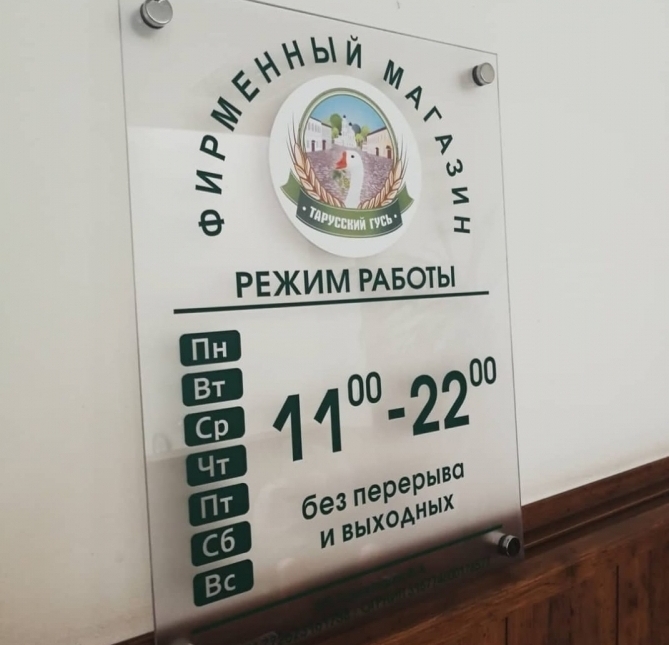 ФИРМЕННЫЙ МАГАЗИН
• ТАРУССКИЙ ГУСЬ •
РЕЖИМ РАБОТЫ
Пн
Вт
Ср
Чт
Пт
Сб
Вс
11⁰⁰-22⁰⁰
без перерыва
и выходных